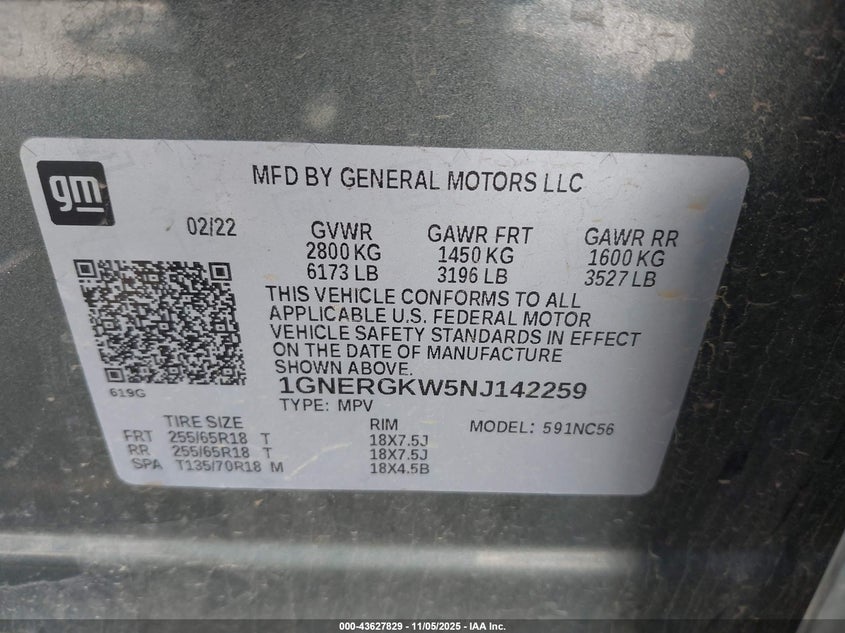 gm
MFD BY GENERAL MOTORS LLC
02/22
GVWR GAWR FRT GAWR RR
2800 KG 1450 KG 1600 KG
6173 LB 3196 LB 3527 LB
THIS VEHICLE CONFORMS TO ALL
APPLICABLE U.S. FEDERAL MOTOR
VEHICLE SAFETY STANDARDS IN EFFECT
ON THE DATE OF MANUFACTURE
SHOWN ABOVE.
619G
1GNERGKW5NJ142259
TYPE: MPV
TIRE SIZE RIM MODEL: 591NC56
FRT 255/65R18 T 18X7.5J
RR 255/65R18 T 18X7.5J
SPA T135/70R18 M 18X4.5B
000-43627829 - 11/05/2025 - IAA Inc.